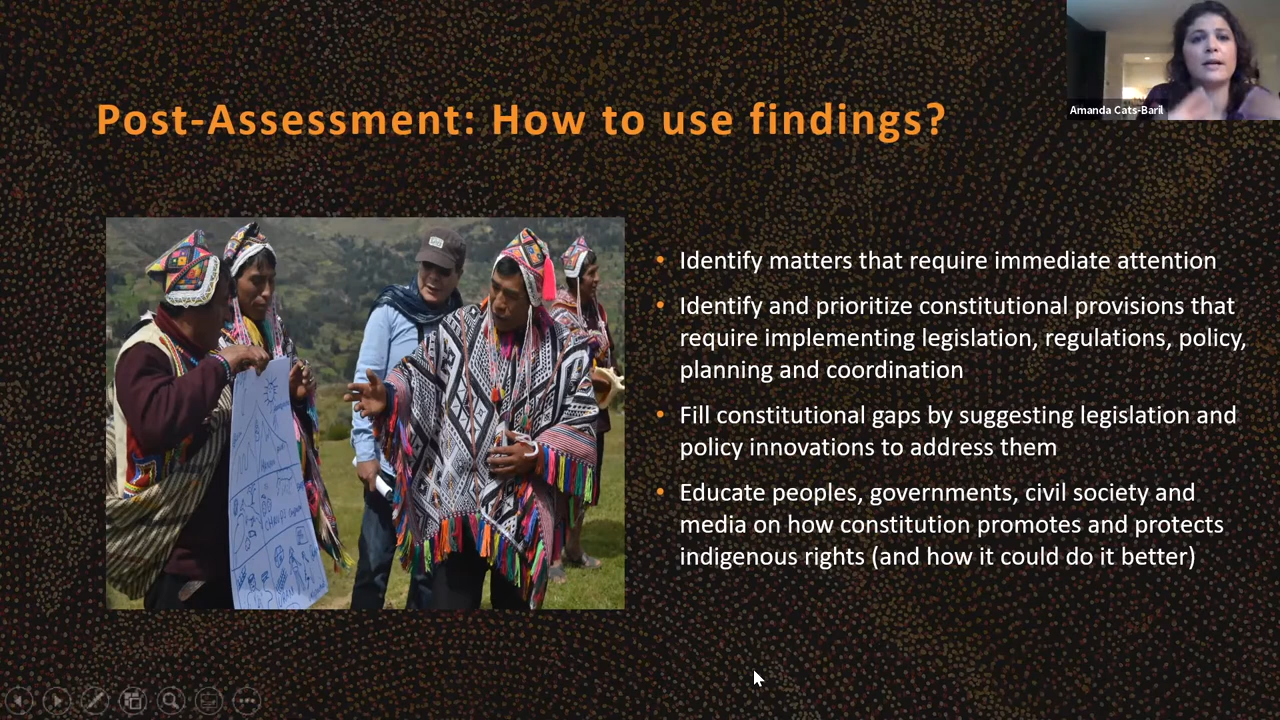 Amanda Cats-Baril
Post-Assessment: How to use findings?
• Identify matters that require immediate attention
• Identify and prioritize constitutional provisions that
require implementing legislation, regulations, policy,
planning and coordination
• Fill constitutional gaps by suggesting legislation and
policy innovations to address them
• Educate peoples, governments, civil society and
media on how constitution promotes and protects
indigenous rights (and how it could do it better)